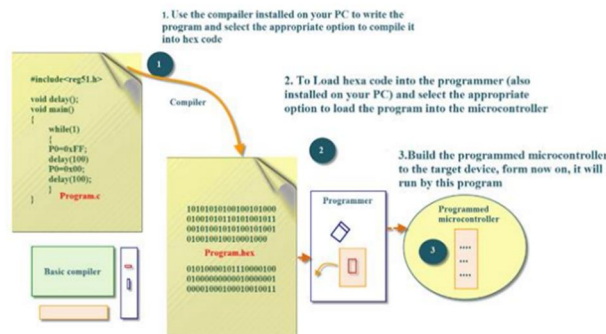 1. Use the compailer installed on your PC to write the
program and select the appropriate option to compile it
into hex code
1
#include<reg51.h>
void delay();
void main()
{
while(1)
{
P0=0xFF;
delay(100)
P0=0x00;
delay(100);
}
}
Program.c
Compiler
2. To Load hexa code into the programmer (also
installed on your PC) and select the appropriate
option to load the program into the microcontroller
2
3.Build the programmed microcontroller
to the target device, form now on, it will
run by this program
10101010100100101000
01001010110101001011
00101001010100101001
0100100100100010000
Program.hex
01010000101110000100
01000000000010000001
00001000100010010011
Programmer
Programmed
microcontroller
3
Basic compiler